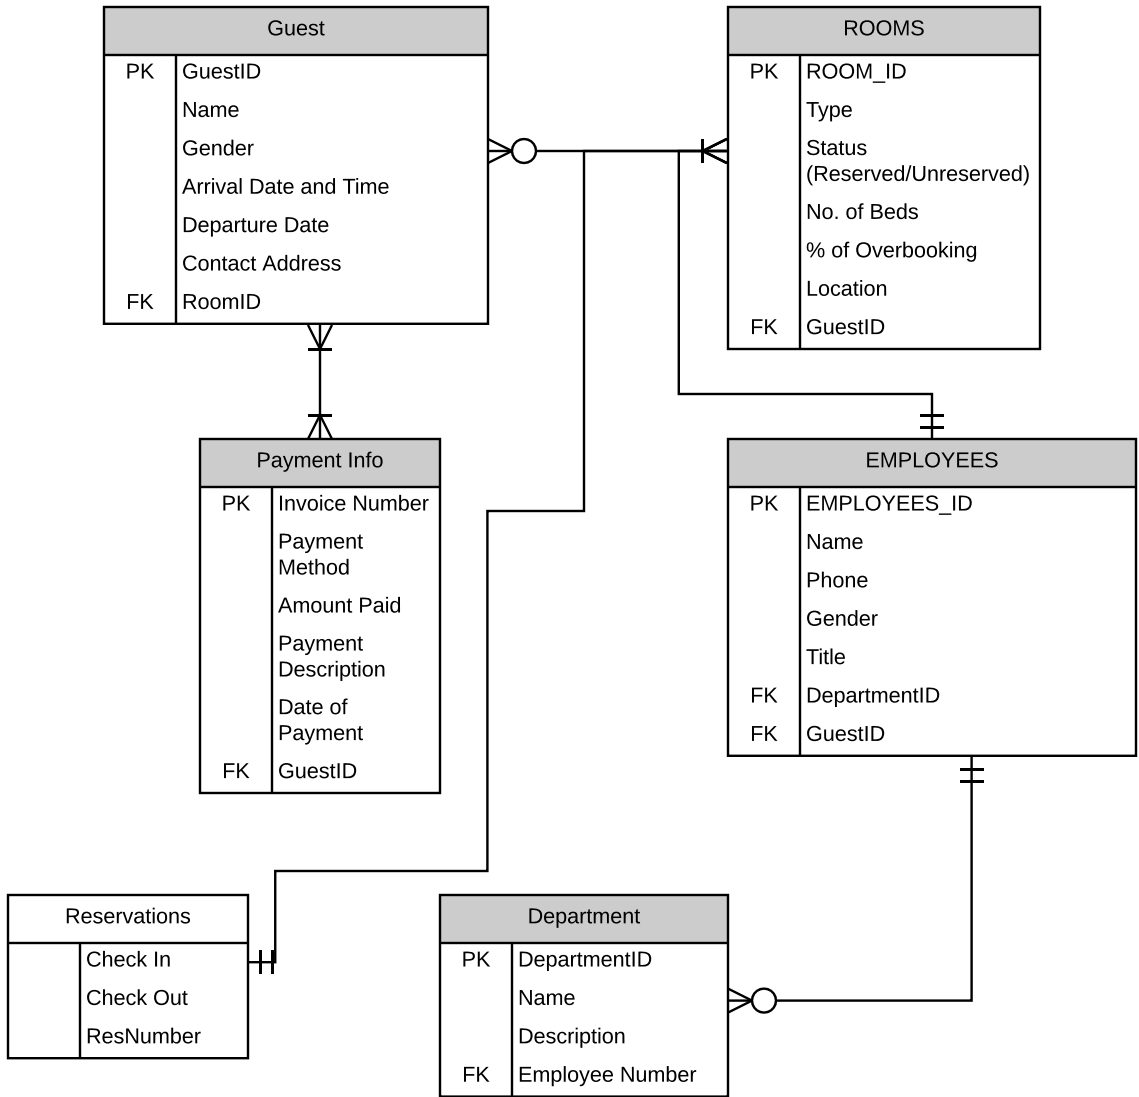 Guest
PK GuestID
Name
Gender
Arrival Date and Time
Departure Date
Contact Address
FK RoomID
ROOMS
PK ROOM_ID
Type
Status
(Reserved/Unreserved)
No. of Beds
% of Overbooking
Location
FK GuestID
Payment Info
PK Invoice Number
Payment
Method
Amount Paid
Payment
Description
Date of
Payment
FK GuestID
EMPLOYEES
PK EMPLOYEES_ID
Name
Phone
Gender
Title
FK DepartmentID
FK GuestID
Reservations
Check In
Check Out
ResNumber
Department
PK DepartmentID
Name
Description
FK Employee Number